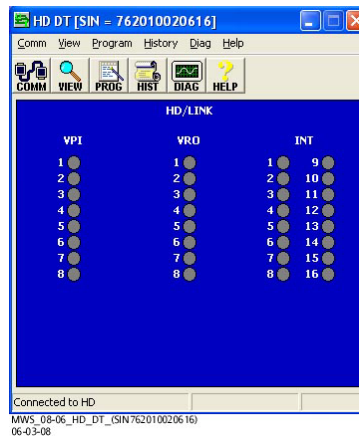 HD DT [SIN = 762010020616]
Comm View Program History Diag Help
COMM VIEW PROG HIST DIAG HELP
HD/LINK
VPI VRO INT
1 1 1 9
2 2 2 10
3 3 3 11
4 4 4 12
5 5 5 13
6 6 6 14
7 7 7 15
8 8 8 16
Connected to HD
MWS_08-06_HD_DT_(SIN762010020616)
06-03-08